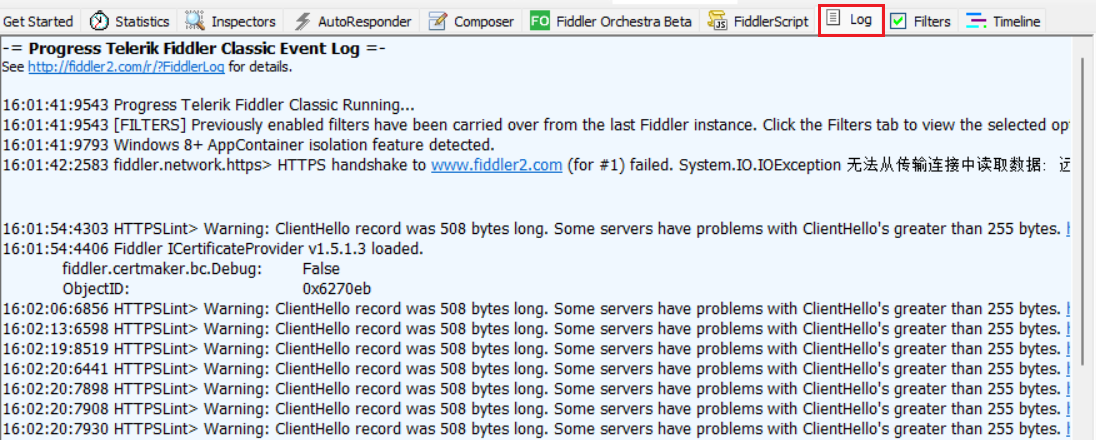 Get Started Statistics Inspectors AutoResponder Composer FO Fiddler Orchestra Beta JS FiddlerScript Log Filters Timeline
-= Progress Telerik Fiddler Classic Event Log =-
See http://fiddler2.com/r/?FiddlerLog for details.
16:01:41:9543 Progress Telerik Fiddler Classic Running...
16:01:41:9543 [FILTERS] Previously enabled filters have been carried over from the last Fiddler instance. Click the Filters tab to view the selected op
16:01:41:9793 Windows 8+ AppContainer isolation feature detected.
16:01:42:2583 fiddler.network.https> HTTPS handshake to www.fiddler2.com (for #1) failed. System.IO.IOException 无法从传输连接中读取数据:
16:01:54:4303 HTTPSLint> Warning: ClientHello record was 508 bytes long. Some servers have problems with ClientHello's greater than 255 bytes. h
16:01:54:4406 Fiddler ICertificateProvider v1.5.1.3 loaded.
fiddler.certmaker.bc.Debug: False
ObjectID: 0x6270eb
16:02:06:6856 HTTPSLint> Warning: ClientHello record was 508 bytes long. Some servers have problems with ClientHello's greater than 255 bytes. h
16:02:13:6598 HTTPSLint> Warning: ClientHello record was 508 bytes long. Some servers have problems with ClientHello's greater than 255 bytes. h
16:02:19:8519 HTTPSLint> Warning: ClientHello record was 508 bytes long. Some servers have problems with ClientHello's greater than 255 bytes. h
16:02:20:6441 HTTPSLint> Warning: ClientHello record was 508 bytes long. Some servers have problems with ClientHello's greater than 255 bytes. h
16:02:20:7898 HTTPSLint> Warning: ClientHello record was 508 bytes long. Some servers have problems with ClientHello's greater than 255 bytes. h
16:02:20:7908 HTTPSLint> Warning: ClientHello record was 508 bytes long. Some servers have problems with ClientHello's greater than 255 bytes. h
16:02:20:7930 HTTPSLint> Warning: ClientHello record was 508 bytes long. Some servers have problems with ClientHello's greater than 255 bytes. h